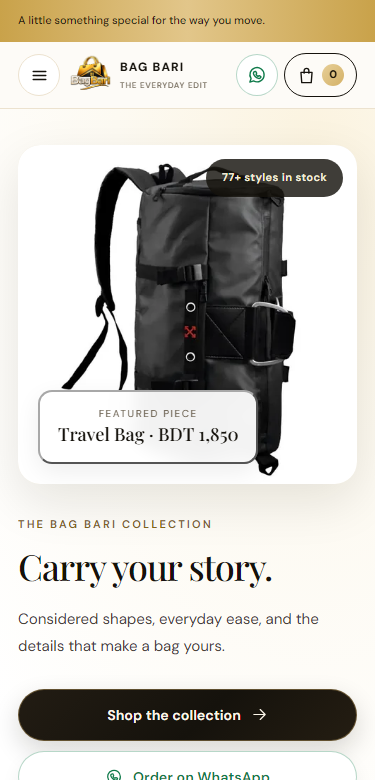 A little something special for the way you move.
Bag Bari
BAG BARI
THE EVERYDAY EDIT
0
77+ styles in stock
FEATURED PIECE
Travel Bag · BDT 1,850
THE BAG BARI COLLECTION
Carry your story.
Considered shapes, everyday ease, and the
details that make a bag yours.
Shop the collection →
Order on WhatsApp